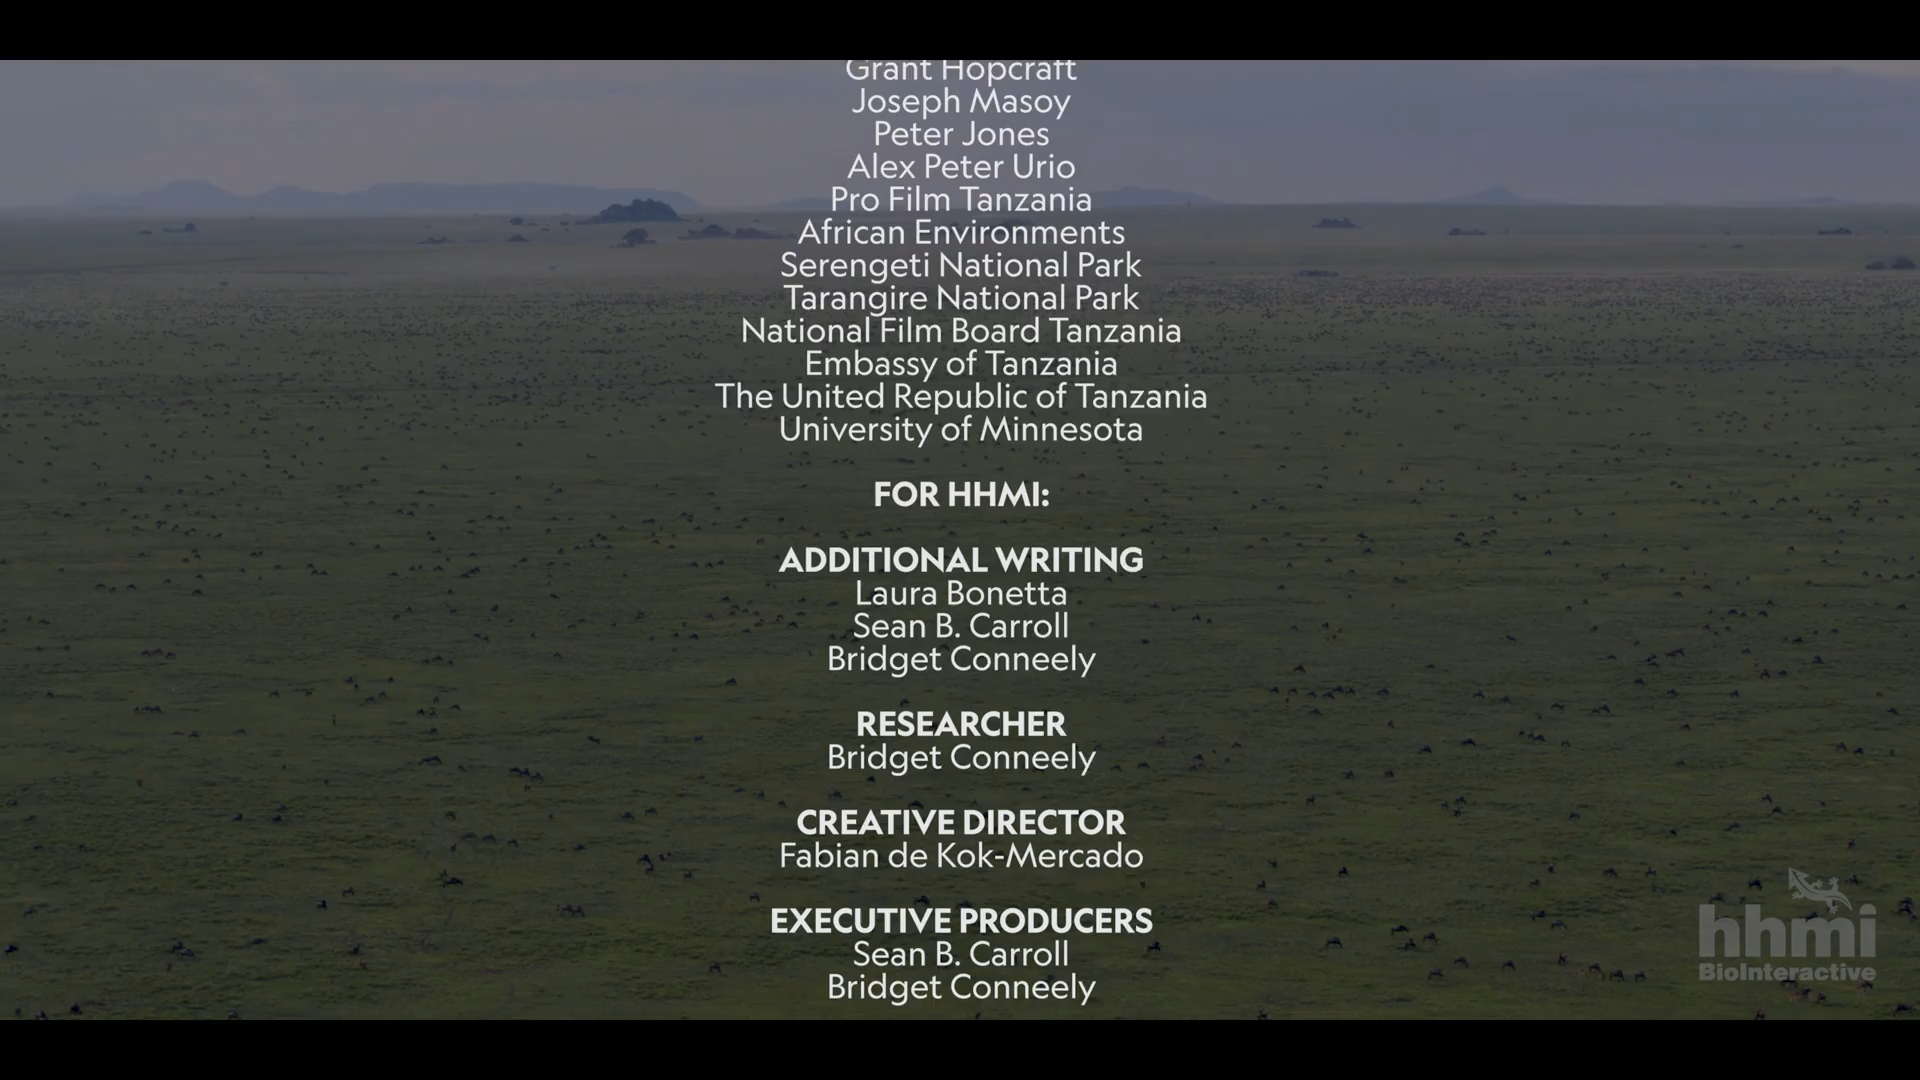 Grant Hopcraft
Joseph Masoy
Peter Jones
Alex Peter Urio
Pro Film Tanzania
African Environments
Serengeti National Park
Tarangire National Park
National Film Board Tanzania
Embassy of Tanzania
The United Republic of Tanzania
University of Minnesota
FOR HHMI:
ADDITIONAL WRITING
Laura Bonetta
Sean B. Carroll
Bridget Conneely
RESEARCHER
Bridget Conneely
CREATIVE DIRECTOR
Fabian de Kok-Mercado
EXECUTIVE PRODUCERS
Sean B. Carroll
Bridget Conneely
hhmi
BioInteractive